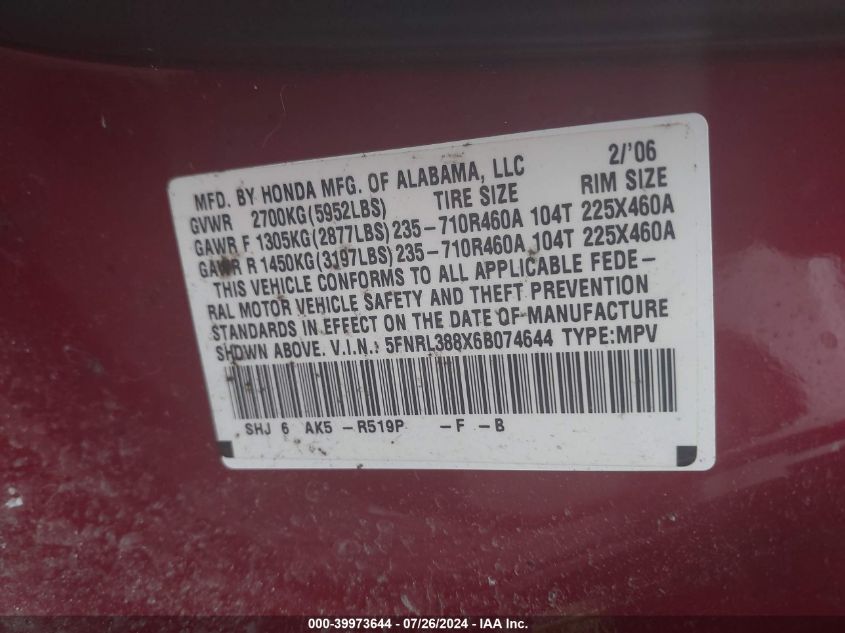 MFD. BY HONDA MFG. OF ALABAMA, LLC 2/'06
GVWR 2700KG(5952LBS) TIRE SIZE RIM SIZE
GAWR F 1305KG(2877LBS) 235-710R460A 104T 225X460A
GAWR R 1450KG(3197LBS) 235-710R460A 104T 225X460A
THIS VEHICLE CONFORMS TO ALL APPLICABLE FEDE-
RAL MOTOR VEHICLE SAFETY AND THEFT PREVENTION
STANDARDS IN EFFECT ON THE DATE OF MANUFACTURE
SHOWN ABOVE. V.I.N.: 5FNRL388X6B074644 TYPE:MPV
SHJ 6 AK5 -R519P -F -B
000-39973644 / 07/26/2024 - IAA Inc.